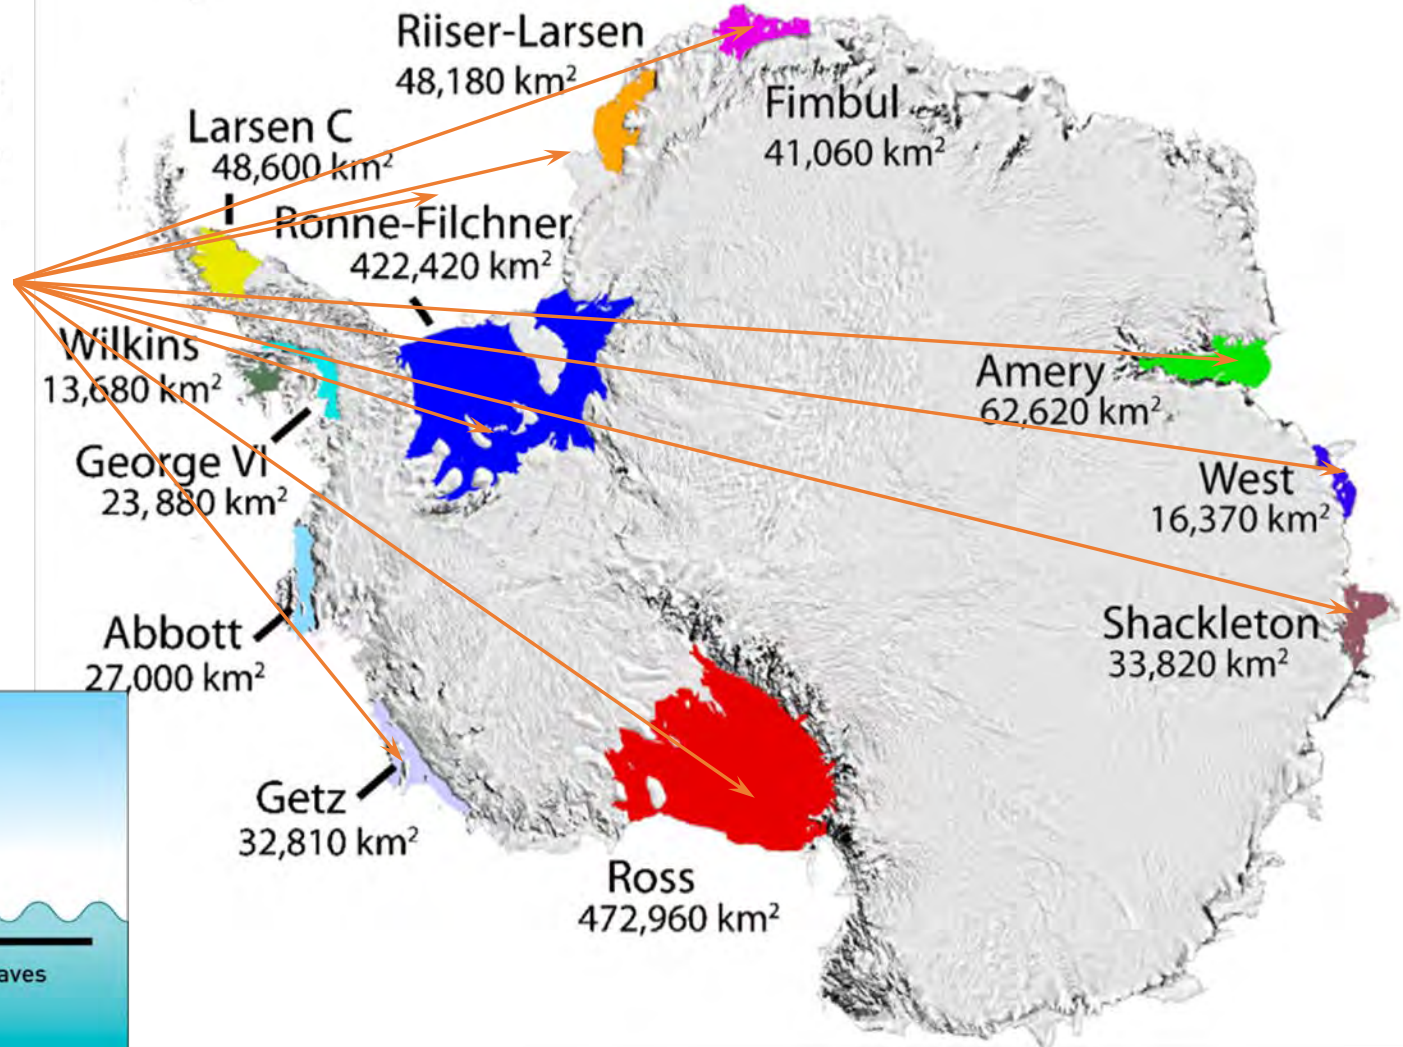 Riiser-Larsen
48,180 km²
Fimbul
41,060 km²
Larsen C
48,600 km²
Ronne-Filchner
422,420 km²
Wilkins
13,680 km²
Amery
62,620 km²
George VI
23,880 km²
West
16,370 km²
Abbott
27,000 km²
Shackleton
33,820 km²
Getz
32,810 km²
Ross
472,960 km²
aves